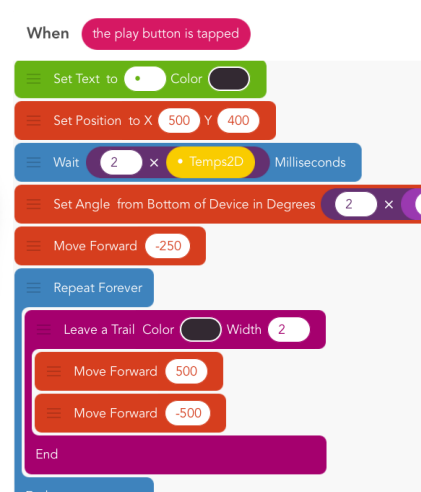 When the play button is tapped
Set Text to • Color
Set Position to X 500 Y 400
Wait 2 × • Temps2D Milliseconds
Set Angle from Bottom of Device in Degrees 2 ×
Move Forward -250
Repeat Forever
Leave a Trail Color Width 2
Move Forward 500
Move Forward -500
End